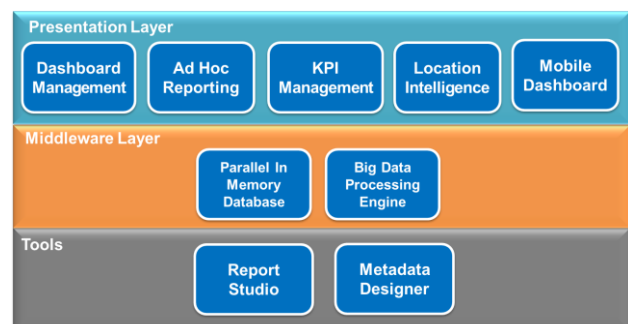 Presentation Layer
Dashboard
Management
Ad Hoc
Reporting
KPI
Management
Location
Intelligence
Mobile
Dashboard
Middleware Layer
Parallel In
Memory
Database
Big Data
Processing
Engine
Tools
Report
Studio
Metadata
Designer